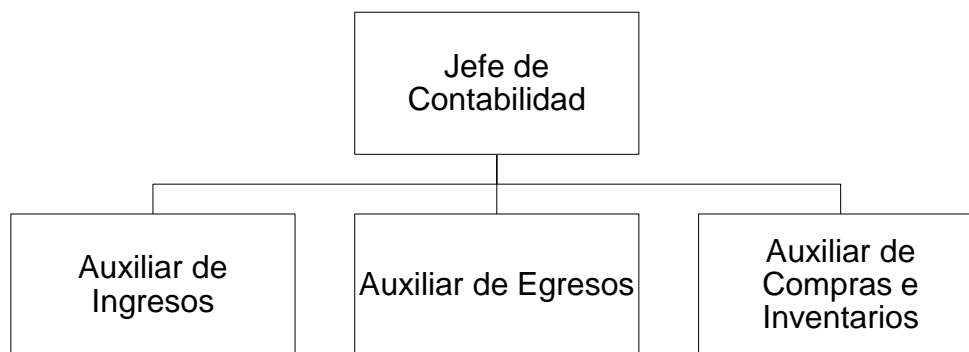 Jefe de
Contabilidad
Auxiliar de
Ingresos
Auxiliar de Egresos
Auxiliar de
Compras e
Inventarios